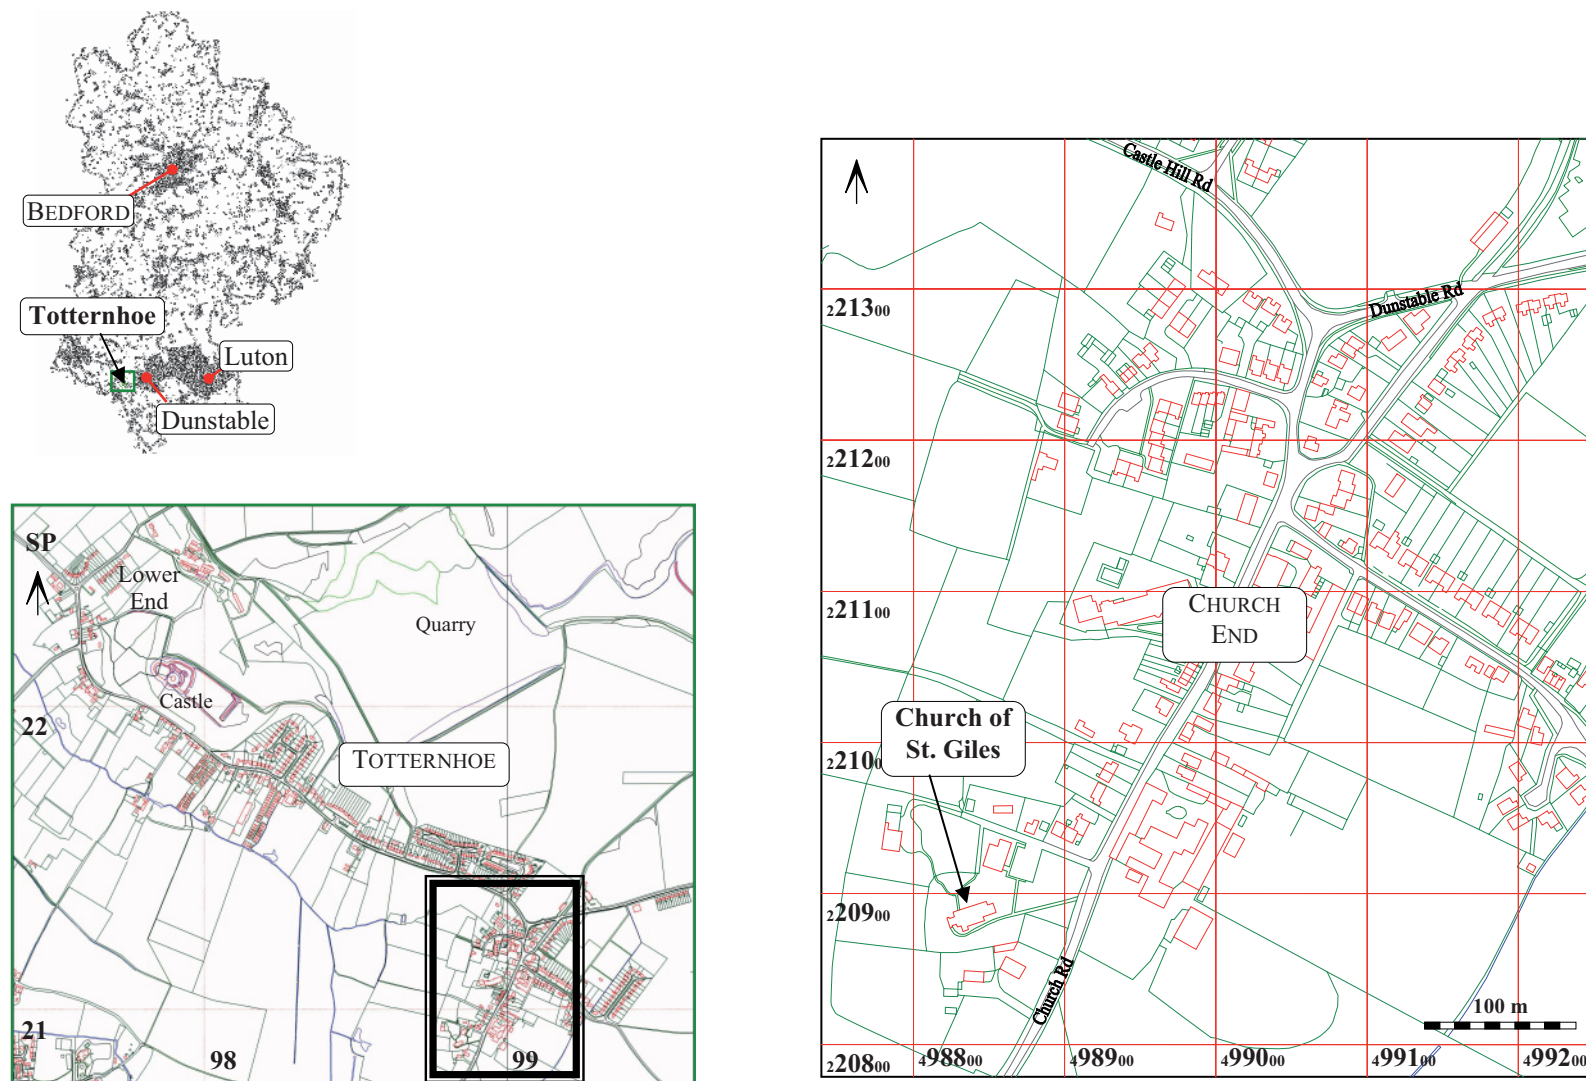 BEDFORD
Totternhoe
Luton
Dunstable
SP
Lower
End
Quarry
Castle
22
TOTTERNHOE
21
98
99
Castle Hill Rd
Dunstable Rd
221300
221200
221100
CHURCH
END
Church of
St. Giles
221000
220900
Church Rd
100 m
220800
498800
498900
499000
499100
499200